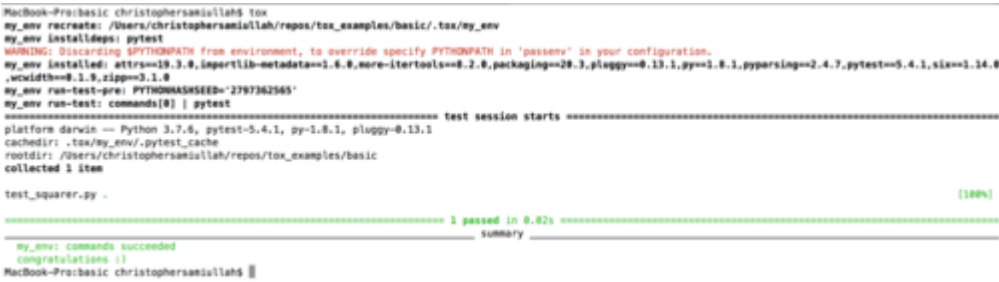 MacBook-Pro:basic christophersamiullah$ tox
my_env recreate: /Users/christophersamiullah/repos/tox_examples/basic/.tox/my_env
my_env installdeps: pytest
WARNING: Discarding $PYTHONPATH from environment, to override specify PYTHONPATH in 'passenv' in your configuration.
my_env installed: attrs==19.3.0,importlib-metadata==1.6.0,more-itertools==8.2.0,packaging==20.3,pluggy==0.13.1,py==1.8.1,pyparsing==2.4.7,pytest==5.4.1,six==1.14.0
,wcwidth==0.1.9,zipp==3.1.0
my_env run-test-pre: PYTHONHASHSEED='2797362565'
my_env run-test: commands[0] | pytest
test session starts
platform darwin -- Python 3.7.6, pytest-5.4.1, py-1.8.1, pluggy-0.13.1
cachedir: .tox/my_env/.pytest_cache
rootdir: /Users/christophersamiullah/repos/tox_examples/basic
collected 1 item
test_squarer.py . [100%]
1 passed in 0.02s
summary
my_env: commands succeeded
congratulations :)
MacBook-Pro:basic christophersamiullah$